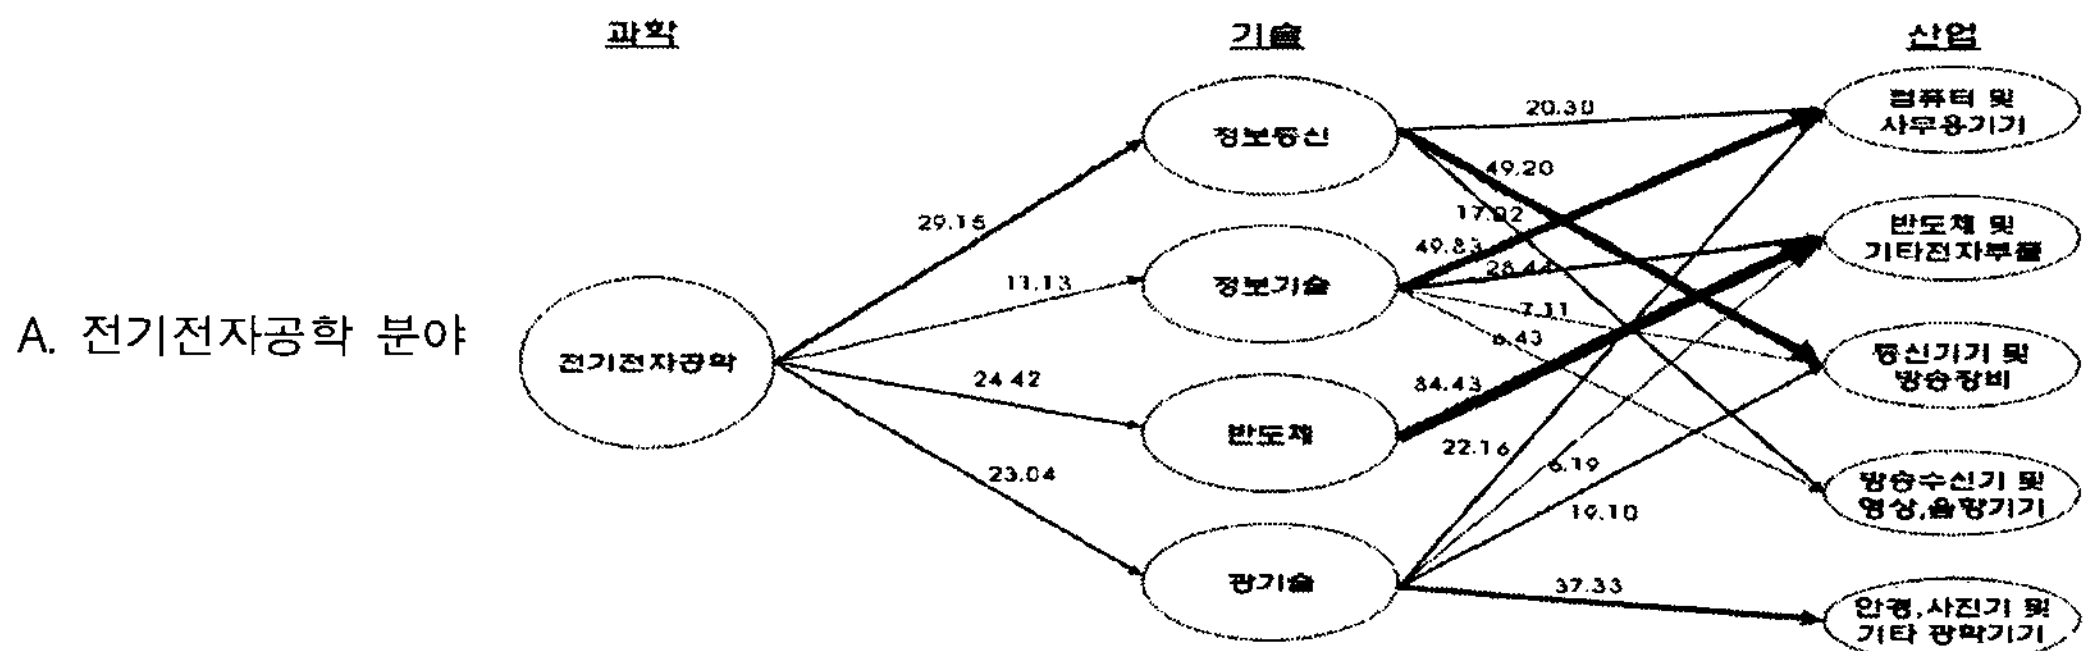 과학
기술
산업
A. 전기전자공학 분야
전기전자공학
29.15
11.13
24.42
23.04
정보통신
정보기술
반도체
광기술
20.30
49.20
17.02
49.83
28.44
7.11
6.43
84.43
22.16
6.19
19.10
37.33
컴퓨터 및
사무용기기
반도체 및
기타전자부품
통신기기 및
방송장비
방송수신기 및
영상,음향기기
안경,사진기 및
기타 광학기기